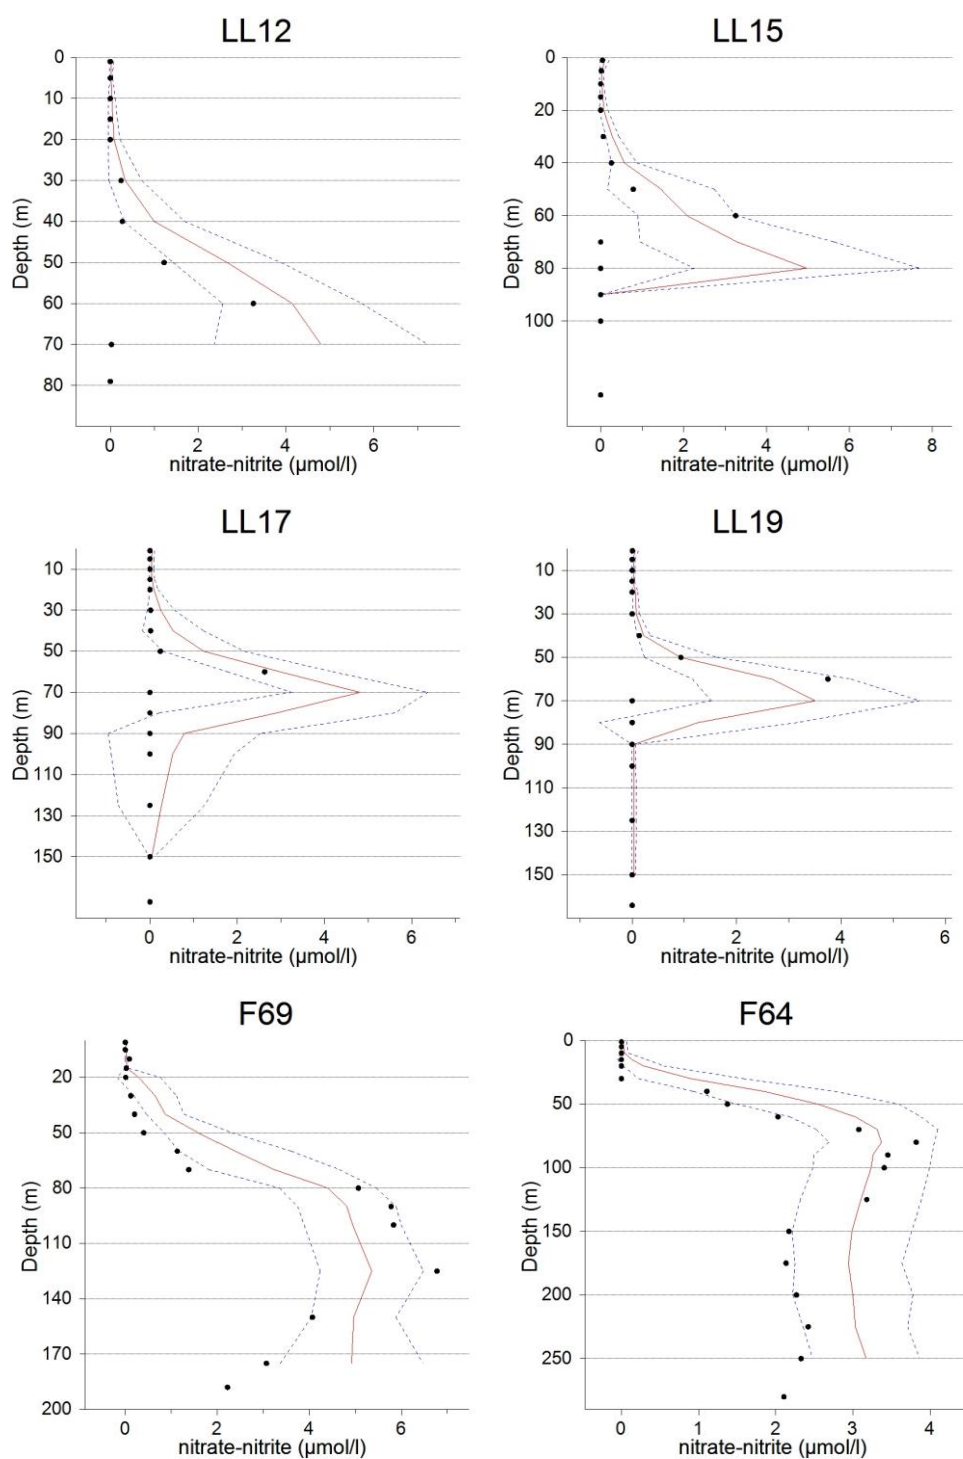 LL12
0
10
20
30
40
50
60
70
80
Depth (m)
0 2 4 6
nitrate-nitrite (µmol/l)
LL15
0
20
40
60
80
100
Depth (m)
0 2 4 6 8
nitrate-nitrite (µmol/l)
LL17
10
30
50
70
90
110
130
150
Depth (m)
0 2 4 6
nitrate-nitrite (µmol/l)
LL19
10
30
50
70
90
110
130
150
Depth (m)
0 2 4 6
nitrate-nitrite (µmol/l)
F69
20
50
80
110
140
170
200
Depth (m)
0 2 4 6
nitrate-nitrite (µmol/l)
F64
0
50
100
150
200
250
Depth (m)
0 1 2 3 4
nitrate-nitrite (µmol/l)